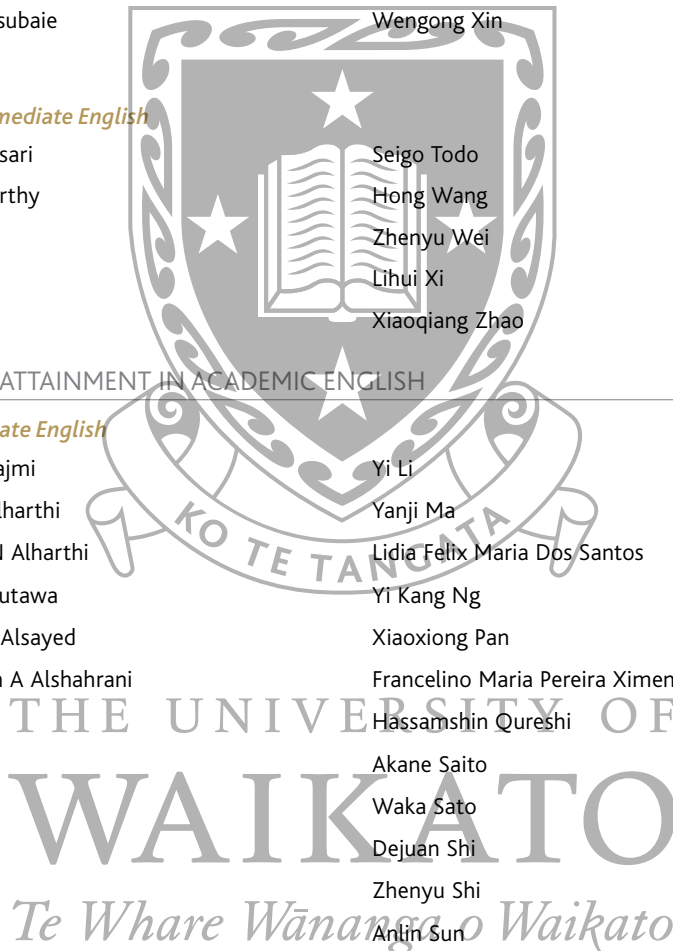 subaie
Wengong Xin
mediate English
sari
Seigo Todo
rthy
Hong Wang
Zhenyu Wei
Lihui Xi
Xiaoqiang Zhao
ATTAINMENT IN ACADEMIC ENGLISH
ate English
ajmi
Yi Li
lharthi
Yanji Ma
N Alharthi
Lidia Felix Maria Dos Santos
utawa
Yi Kang Ng
Alsayed
Xiaoxiong Pan
A Alshahrani
Francelino Maria Pereira Ximen
Hassamshin Qureshi
Akane Saito
Waka Sato
Dejuan Shi
Zhenyu Shi
Anlin Sun
KO TE TANGATA
THE UNIVERSITY OF
WAIKATO
Te Whare Wānanga o Waikato